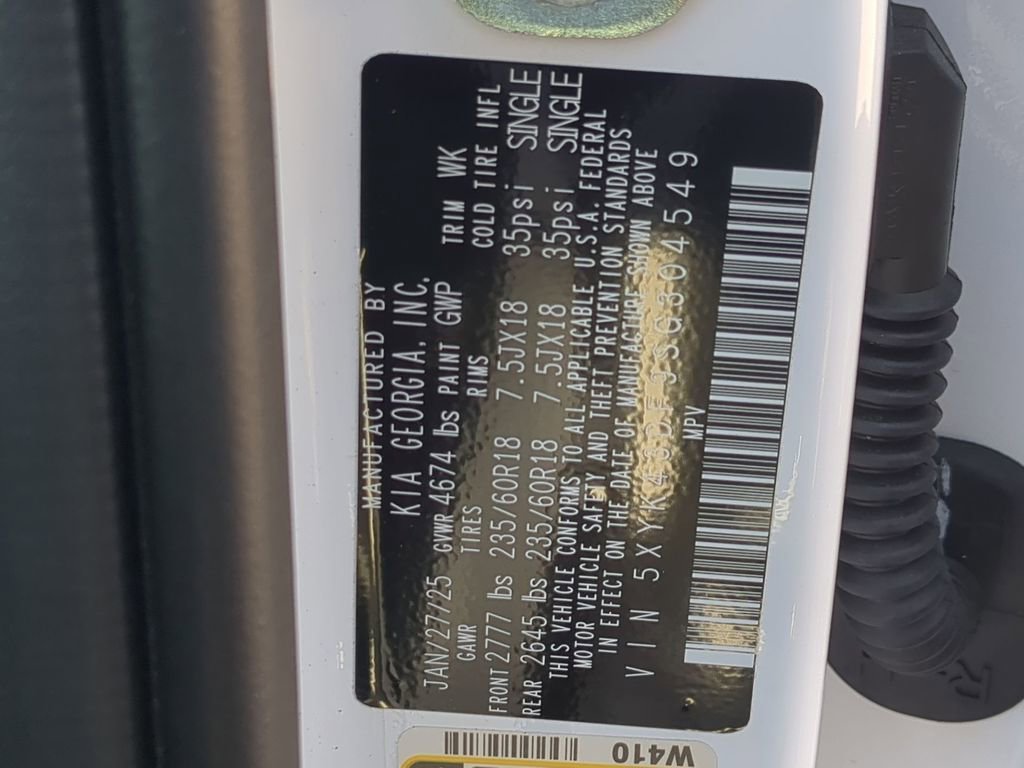 MANUFACTURED BY
KIA GEORGIA, INC.
JAN/27/25 GVWR 4674 lbs PAINT GWP TRIM WK
GAWR TIRES RIMS COLD TIRE INFL
FRONT 2777 lbs 235/60R18 7.5JX18 35psi SINGLE
REAR 2645 lbs 235/60R18 7.5JX18 35psi SINGLE
THIS VEHICLE CONFORMS TO ALL APPLICABLE U.S.A. FEDERAL
MOTOR VEHICLE SAFETY AND THEFT PREVENTION STANDARDS
IN EFFECT ON THE DATE OF MANUFACTURE SHOWN ABOVE
VIN
MPV
W410